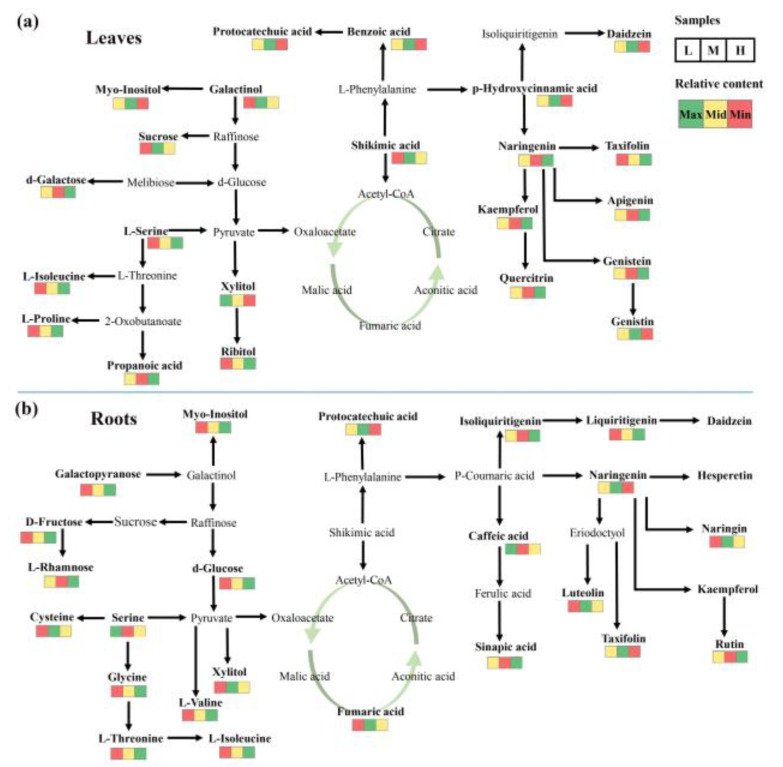 (a)
Leaves
Protocatechuic acid
Benzoic acid
Isoliquiritigenin
Daidzein
Samples
L M H
Relative content
Max Mid Min
Myo-Inositol
Galactinol
L-Phenylalanine
p-Hydroxycinnamic acid
Sucrose
Raffinose
Shikimic acid
Naringenin
Taxifolin
d-Galactose
Melibiose
d-Glucose
Acetyl-CoA
Kaempferol
Apigenin
L-Serine
Pyruvate
Oxaloacetate
Citrate
L-Isoleucine
L-Threonine
Xylitol
Malic acid
Aconitic acid
Quercitrin
Genistein
L-Proline
2-Oxobutanoate
Fumaric acid
Genistin
Propanoic acid
Ribitol
(b)
Roots
Myo-Inositol
Protocatechuic acid
Isoliquiritigenin
Liquiritigenin
Daidzein
Galactopyranose
Galactinol
L-Phenylalanine
P-Coumaric acid
Naringenin
Hesperetin
D-Fructose
Sucrose
Raffinose
Shikimic acid
Caffeic acid
Eriodoctyol
Naringin
L-Rhamnose
d-Glucose
Acetyl-CoA
Ferulic acid
Luteolin
Kaempferol
Cysteine
Serine
Pyruvate
Oxaloacetate
Citrate
Sinapic acid
Taxifolin
Rutin
Glycine
Xylitol
Malic acid
Aconitic acid
L-Valine
Fumaric acid
L-Threonine
L-Isoleucine